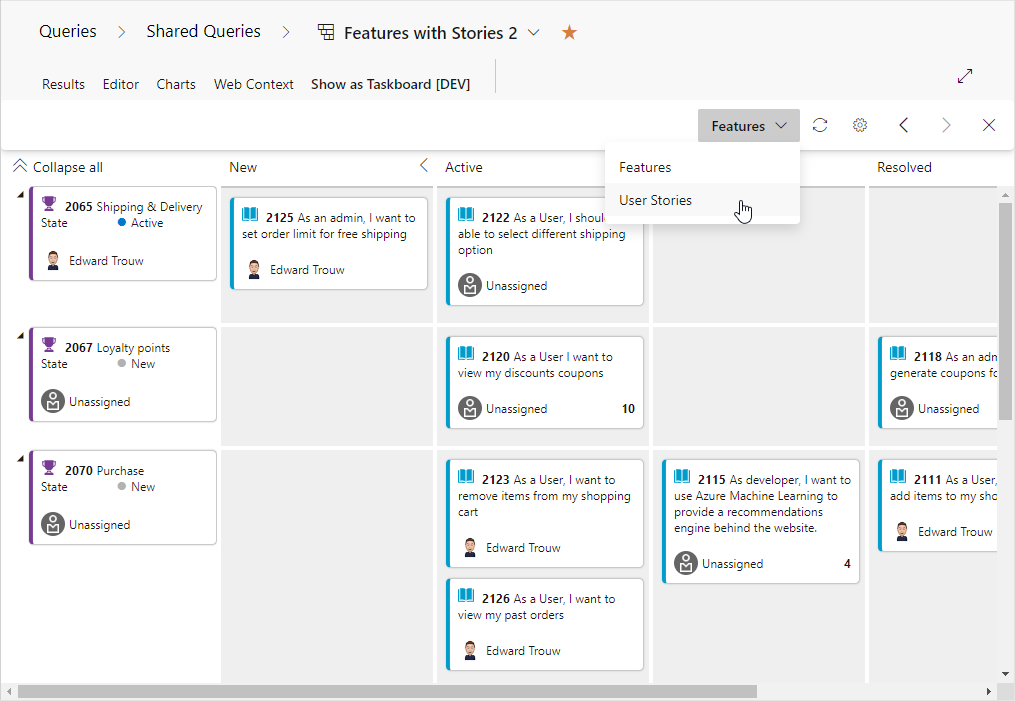 Queries Shared Queries Features with Stories 2
Results Editor Charts Web Context Show as Taskboard [DEV]
Features
Features
User Stories
Collapse all New Active Resolved
2065 Shipping & Delivery
State Active
Edward Trouw
2125 As an admin, I want to
set order limit for free shipping
Edward Trouw
2122 As a User, I shoul
able to select different shipping
option
Unassigned
2067 Loyalty points
State New
Unassigned
2120 As a User I want to
view my discounts coupons
Unassigned 10
2118 As an adm
generate coupons fo
Unassigned
2070 Purchase
State New
Unassigned
2123 As a User, I want to
remove items from my shopping
cart
Edward Trouw
2126 As a User, I want to
view my past orders
Edward Trouw
2115 As developer, I want to
use Azure Machine Learning to
provide a recommendations
engine behind the website.
Unassigned 4
2111 As a User,
add items to my sho
Edward Trouw